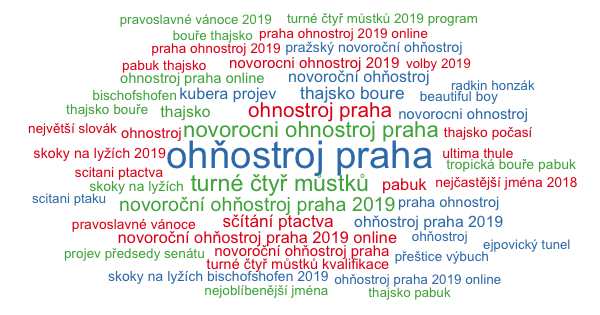 pravoslavné vánoce 2019 turné čtyř můstků 2019 program
bouře thajsko praha ohnostroj 2019 online
praha ohnostroj 2019 pražský novoroční ohňostroj
pabuk thajsko novorocni ohnostroj 2019 volby 2019
ohnostroj praha online novoroční ohňostroj
bischofshofen kubera projev thajsko boure beautiful boy radkin honzák
thajsko bouře thajsko ohnostroj praha novorocni ohnostroj
největší slovák ohnostroj novorocni ohnostroj praha thajsko počasí
skoky na lyžích 2019 ohňostroj praha ultima thule
scitani ptactva tropická bouře pabuk
skoky na lyžích turné čtyř můstků pabuk nejčastější jména 2018
scitani ptaku novoroční ohňostroj praha 2019 praha ohnostroj
pravoslavné vánoce sčítání ptactva ohňostroj praha 2019
novoroční ohňostroj praha 2019 online ohňostroj ejpovický tunel
projev předsedy senátu novoroční ohňostroj praha přeštice výbuch
turné čtyř můstků kvalifikace
skoky na lyžích bischofshofen 2019 ohňostroj praha 2019 online
nejoblíbenější jména thajsko pabuk